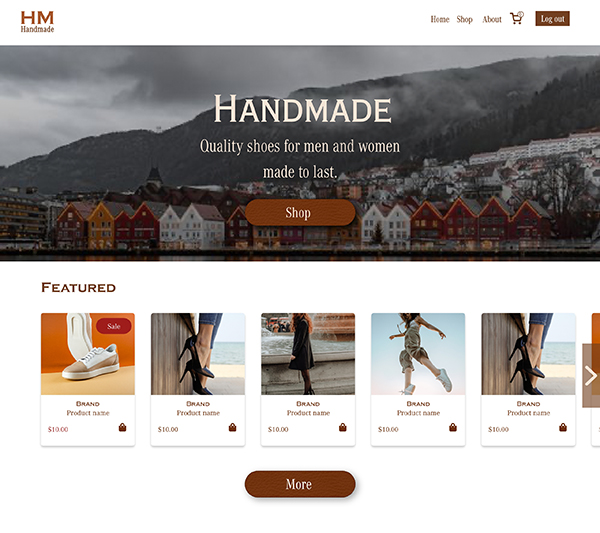 HM
Handmade
Home Shop About 0 Log out
HANDMADE
Quality shoes for men and women
made to last.
Shop
FEATURED
Sale
BRAND BRAND BRAND BRAND BRAND
Product name Product name Product name Product name Product name
$10.00 $10.00 $10.00 $10.00 $10.00
More